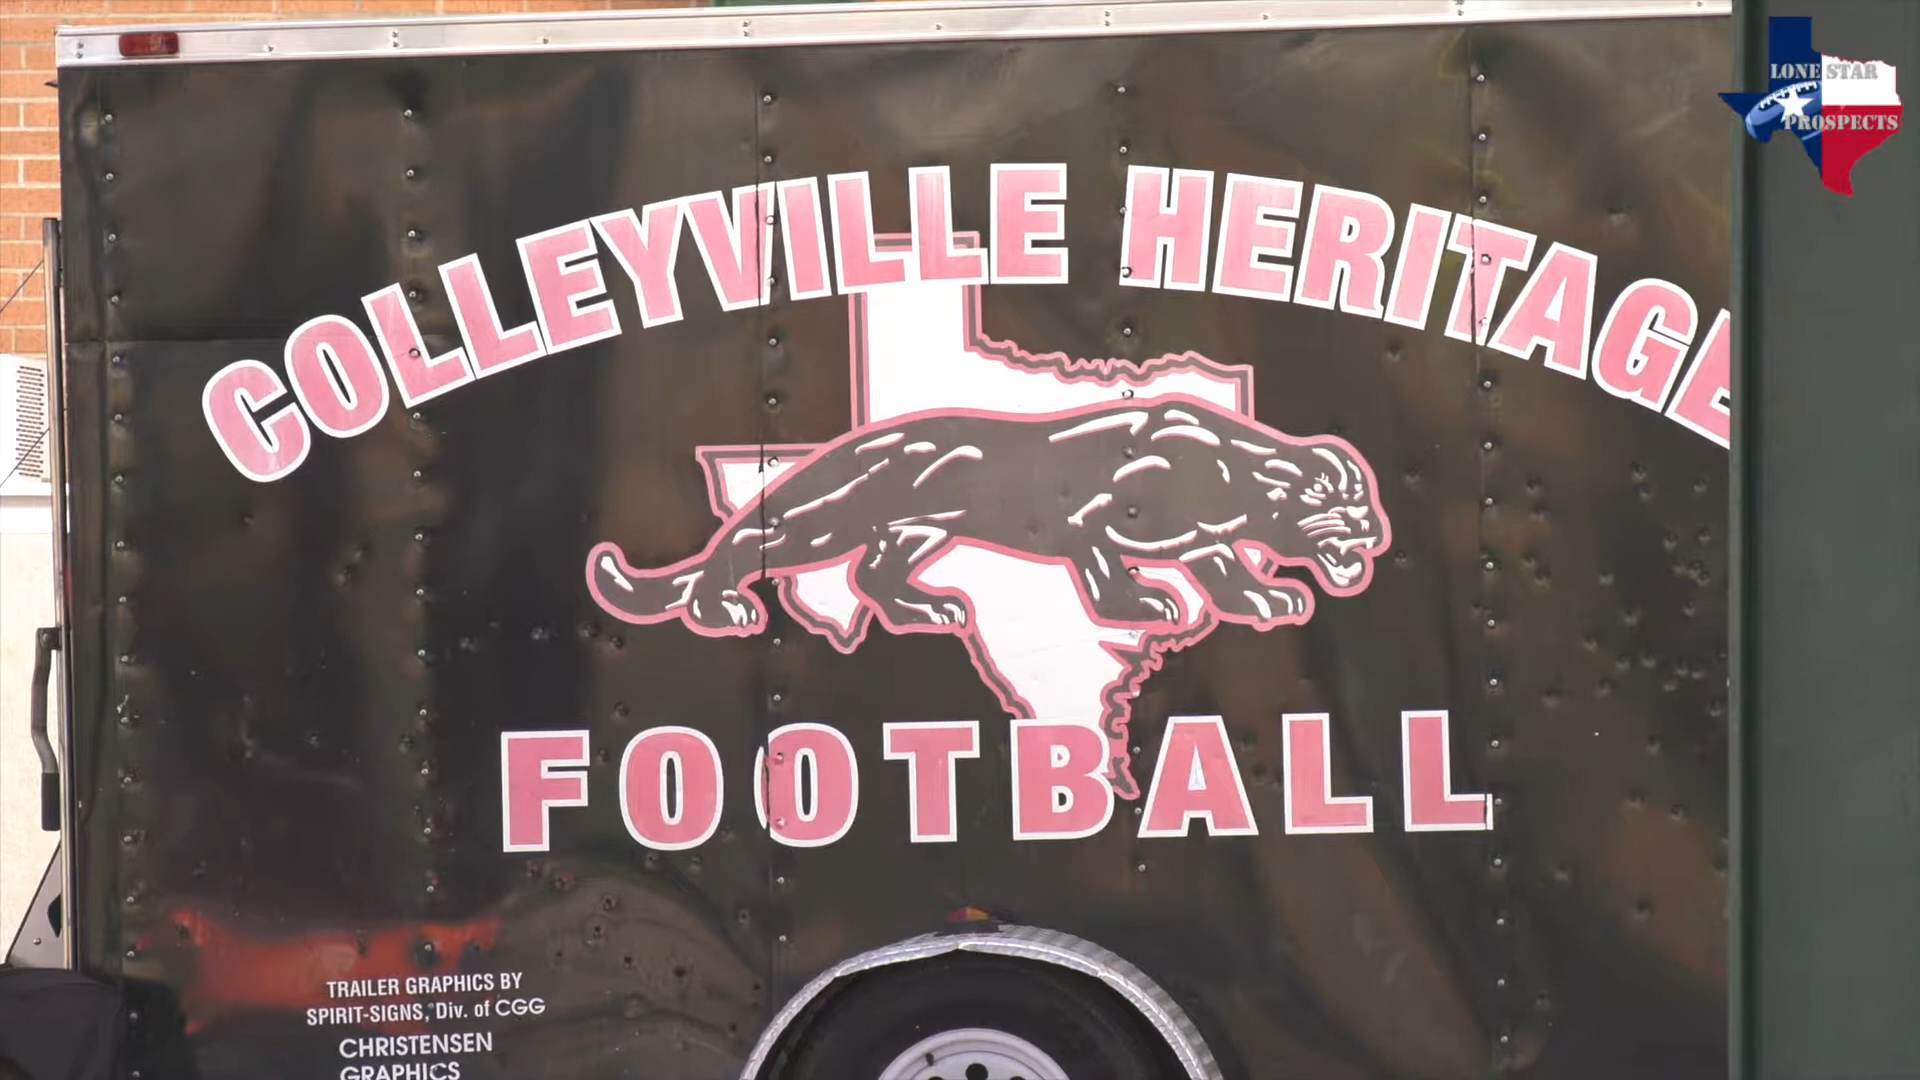 LONE STAR
PROSPECTS
COLLEYVILLE HERITAGE
FOOTBALL
TRAILER GRAPHICS BY
SPIRIT-SIGNS, Div. of CGG
CHRISTENSEN
GRAPHICS